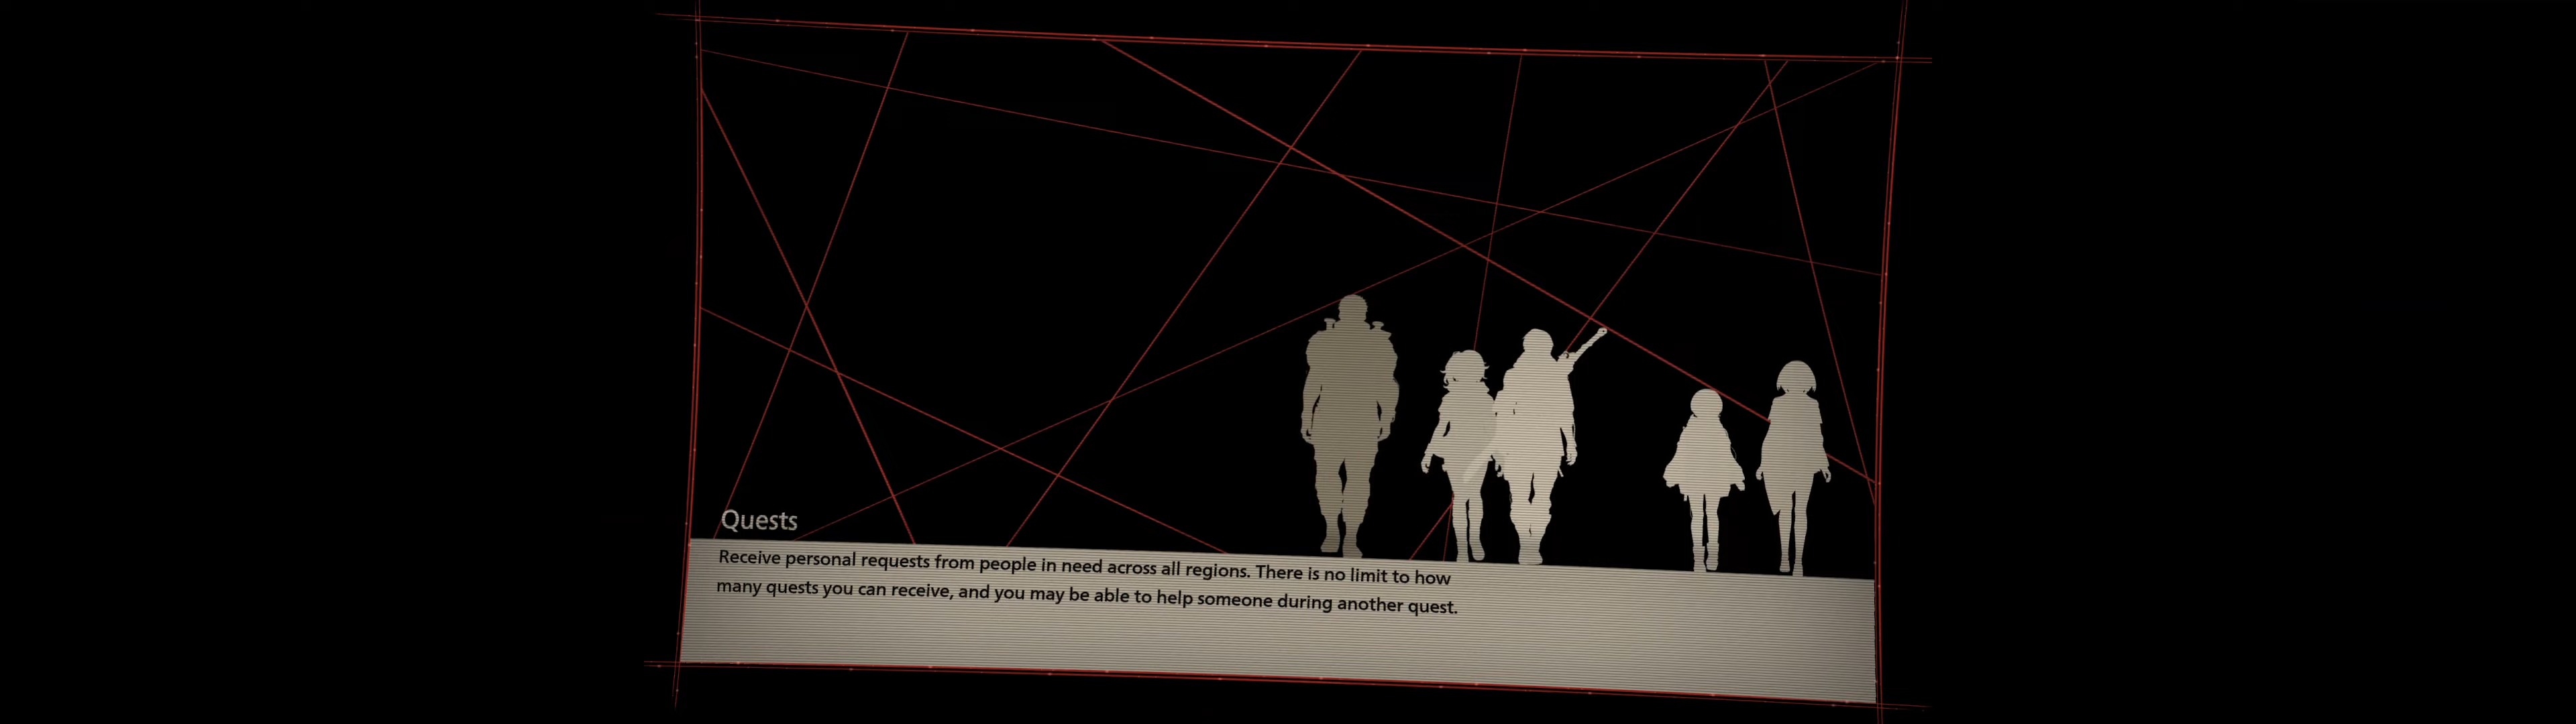 Quests
Receive personal requests from people in need across all regions. There is no limit to how
many quests you can receive, and you may be able to help someone during another quest.